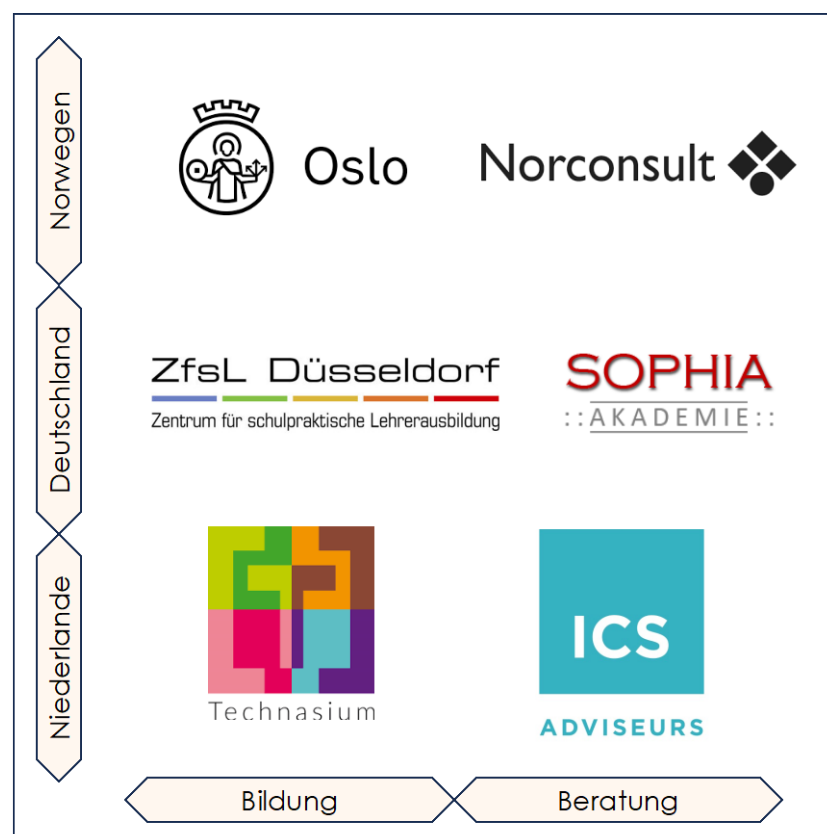 Norwegen
Oslo
Norconsult
Deutschland
ZfsL Düsseldorf
Zentrum für schulpraktische Lehrerausbildung
SOPHIA
::AKADEMIE::
Niederlande
Technasium
ICS
ADVISEURS
Bildung
Beratung